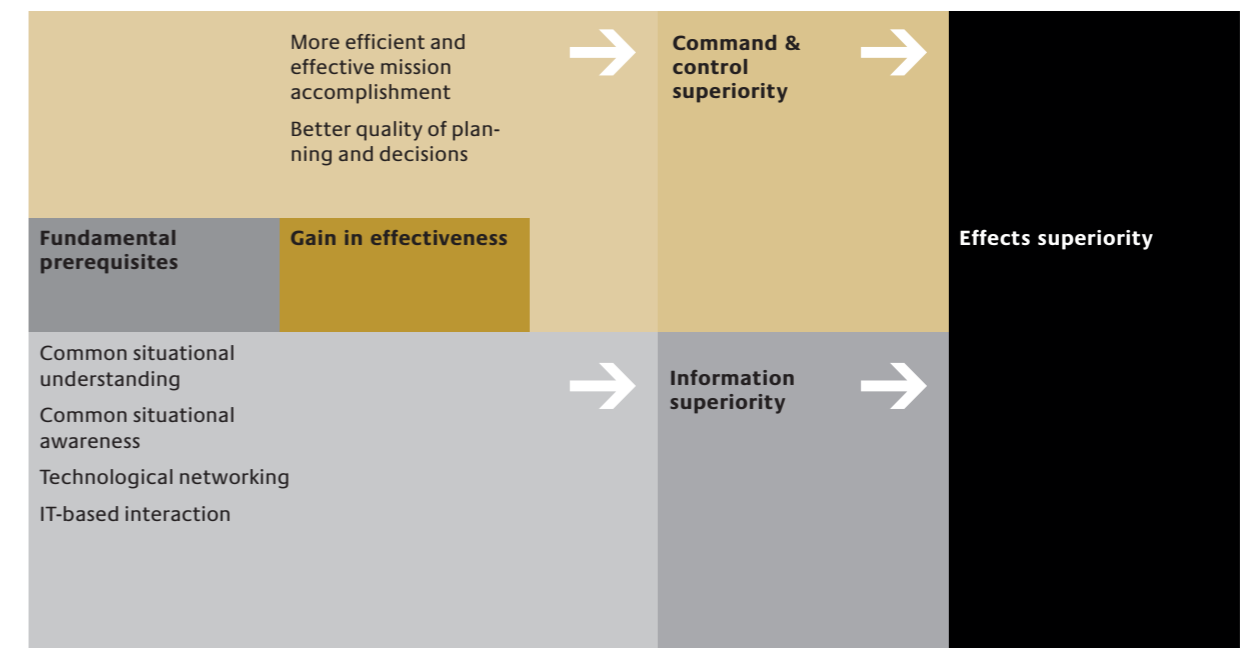 More efficient and
effective mission
accomplishment
Better quality of plan-
ning and decisions
Command &
control
superiority
Fundamental
prerequisites
Gain in effectiveness
Effects superiority
Common situational
understanding
Common situational
awareness
Technological networking
IT-based interaction
Information
superiority